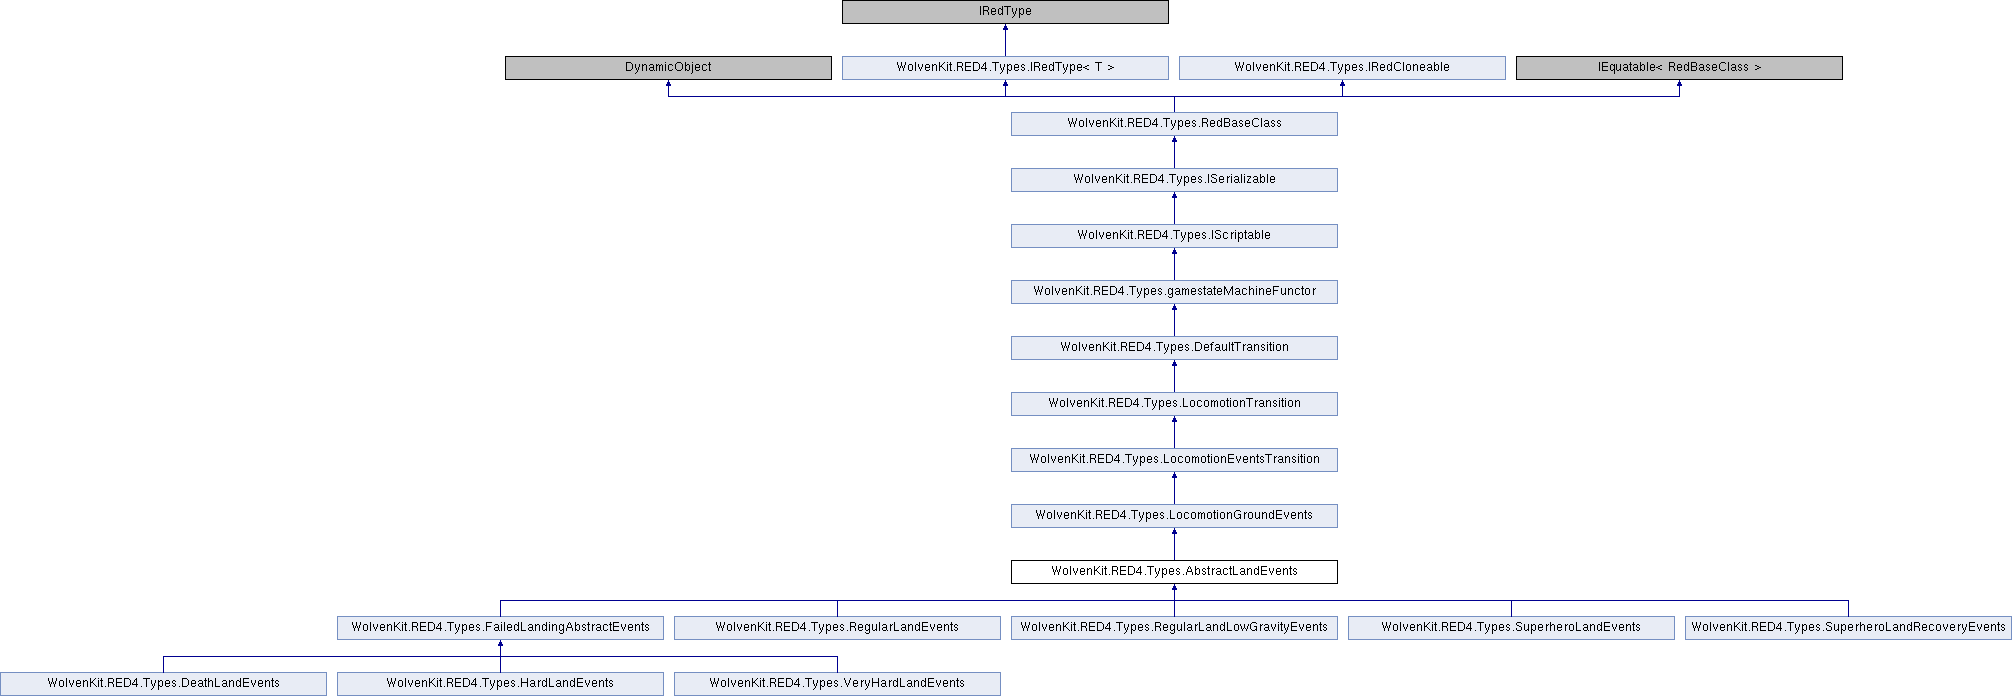 IRedType
DynamicObject
WolvenKit.RED4.Types.IRedType< T >
WolvenKit.RED4.Types.IRedCloneable
IEquatable< RedBaseClass >
WolvenKit.RED4.Types.RedBaseClass
WolvenKit.RED4.Types.ISerializable
WolvenKit.RED4.Types.IScriptable
WolvenKit.RED4.Types.gamestateMachineFunctor
WolvenKit.RED4.Types.DefaultTransition
WolvenKit.RED4.Types.LocomotionTransition
WolvenKit.RED4.Types.LocomotionEventsTransition
WolvenKit.RED4.Types.LocomotionGroundEvents
WolvenKit.RED4.Types.AbstractLandEvents
WolvenKit.RED4.Types.FailedLandingAbstractEvents
WolvenKit.RED4.Types.RegularLandEvents
WolvenKit.RED4.Types.RegularLandLowGravityEvents
WolvenKit.RED4.Types.SuperheroLandEvents
WolvenKit.RED4.Types.SuperheroLandRecoveryEvents
WolvenKit.RED4.Types.DeathLandEvents
WolvenKit.RED4.Types.HardLandEvents
WolvenKit.RED4.Types.VeryHardLandEvents